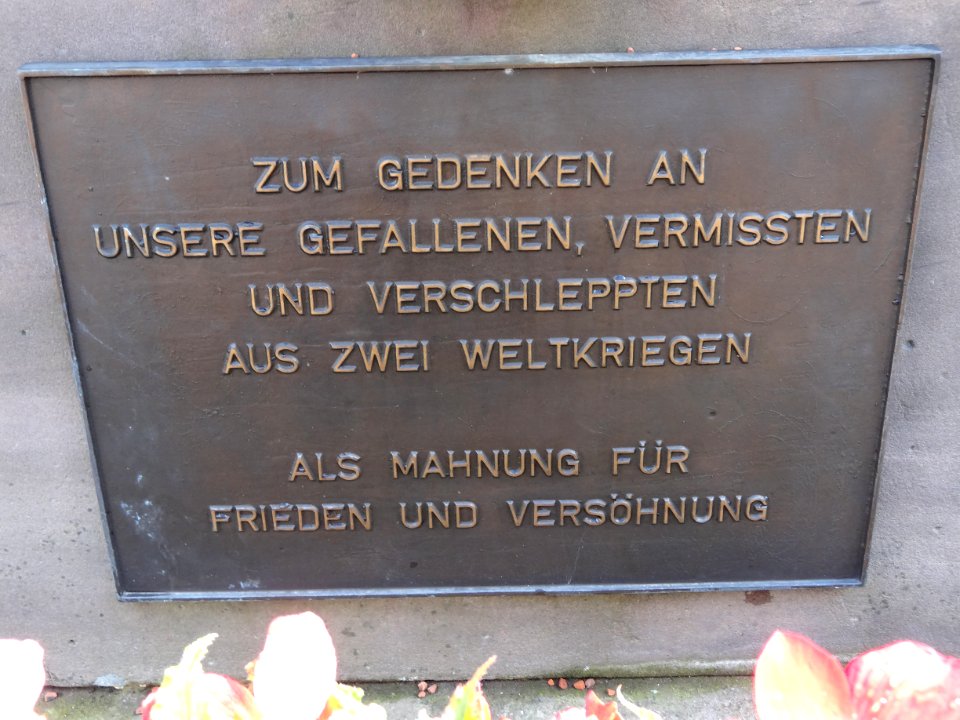 ZUM GEDENKEN AN
UNSERE GEFALLENEN, VERMISSTEN
UND VERSCHLEPPTEN
AUS ZWEI WELTKRIEGEN
ALS MAHNUNG FÜR
FRIEDEN UND VERSÖHNUNG